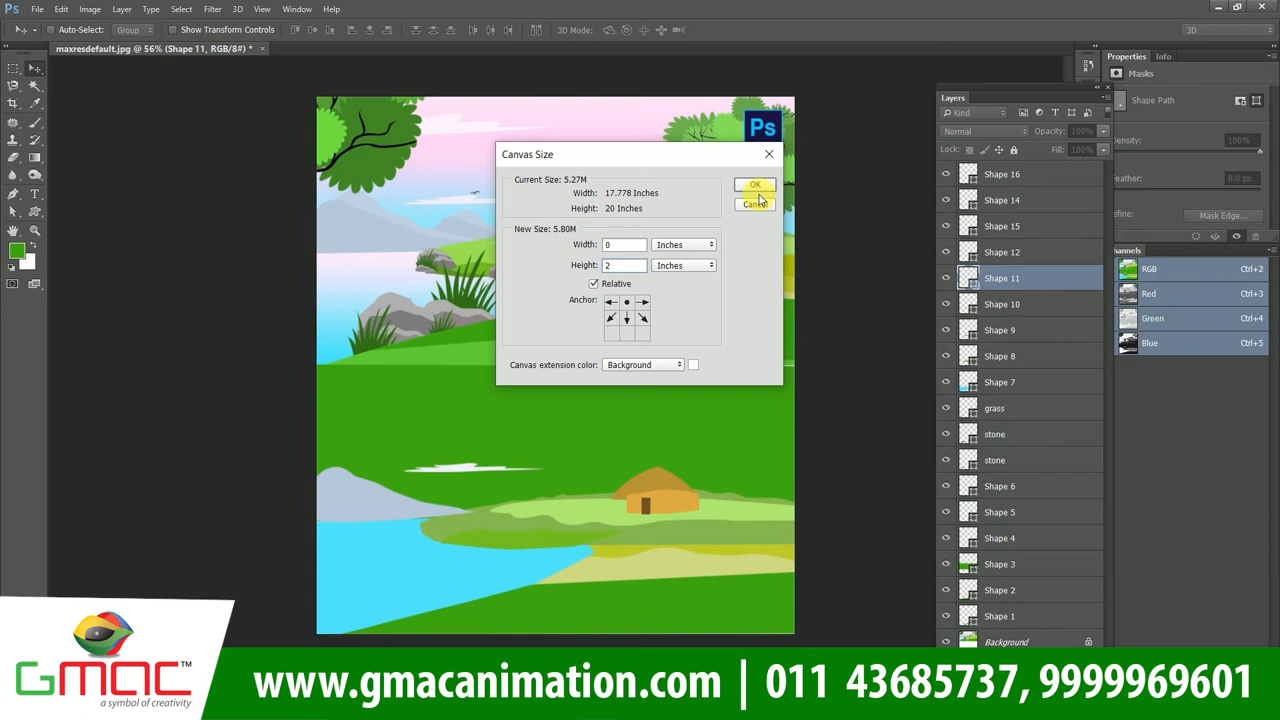 Ps File Edit Image Layer Type Select Filter 3D View Window Help
Auto-Select: Group Show Transform Controls 3D Mode: 3D
maxresdefault.jpg @ 56% (Shape 11, RGB/8#) * ×
Properties Info
Masks
Shape Path
Density: 100%
Feather: 0.0 px
Refine:
Mask Edge...
Layers
Kind
Normal Opacity: 100%
Lock: Fill: 100%
Shape 16
Shape 14
Shape 15
Shape 12
Shape 11
Shape 10
Shape 9
Shape 8
Shape 7
grass
stone
stone
Shape 6
Shape 5
Shape 4
Shape 3
Shape 2
Shape 1
Background
RGB Ctrl+2
Red Ctrl+3
Green Ctrl+4
Blue Ctrl+5
Ps
Canvas Size
Current Size: 5.27M
Width: 17.778 Inches
Height: 20 Inches
OK
Cancel
New Size: 5.80M
Width: 0 Inches
Height: 2 Inches
Relative
Anchor:
Canvas extension color: Background
GMAC™
a symbol of creativity
www.gmacanimation.com | 011 43685737, 9999969601